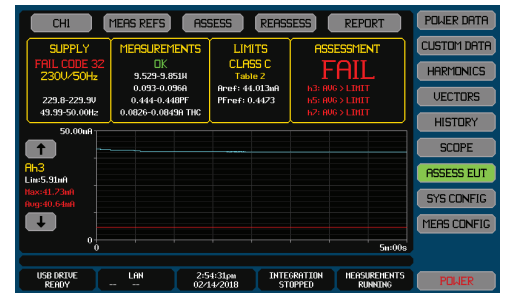 CH1 MEAS REFS ASSESS REASSESS REPORT
POWER DATA
CUSTOM DATA
HARMONICS
VECTORS
HISTORY
SCOPE
ASSESS EUT
SYS CONFIG
MEAS CONFIG
POWER
SUPPLY
FAIL CODE 32
230V/50Hz
229.8-229.9V
49.99-50.00Hz
MEASUREMENTS
OK
9.529-9.851W
0.093-0.096A
0.444-0.448PF
0.0826-0.0849A THC
LIMITS
CLASS C
Table 2
Aref: 44.013mA
PFref: 0.4473
ASSESSMENT
FAIL
h3: AVG > LIMIT
h5: AVG > LIMIT
h7: AVG > LIMIT
50.00mA
Ah3
Lim:5.91mA
Max:41.73mA
Avg:40.64mA
0
0
5m:00s
USB DRIVE
READY
LAN
-- --
2:54:31pm
02/14/2018
INTEGRATION
STOPPED
MEASUREMENTS
RUNNING